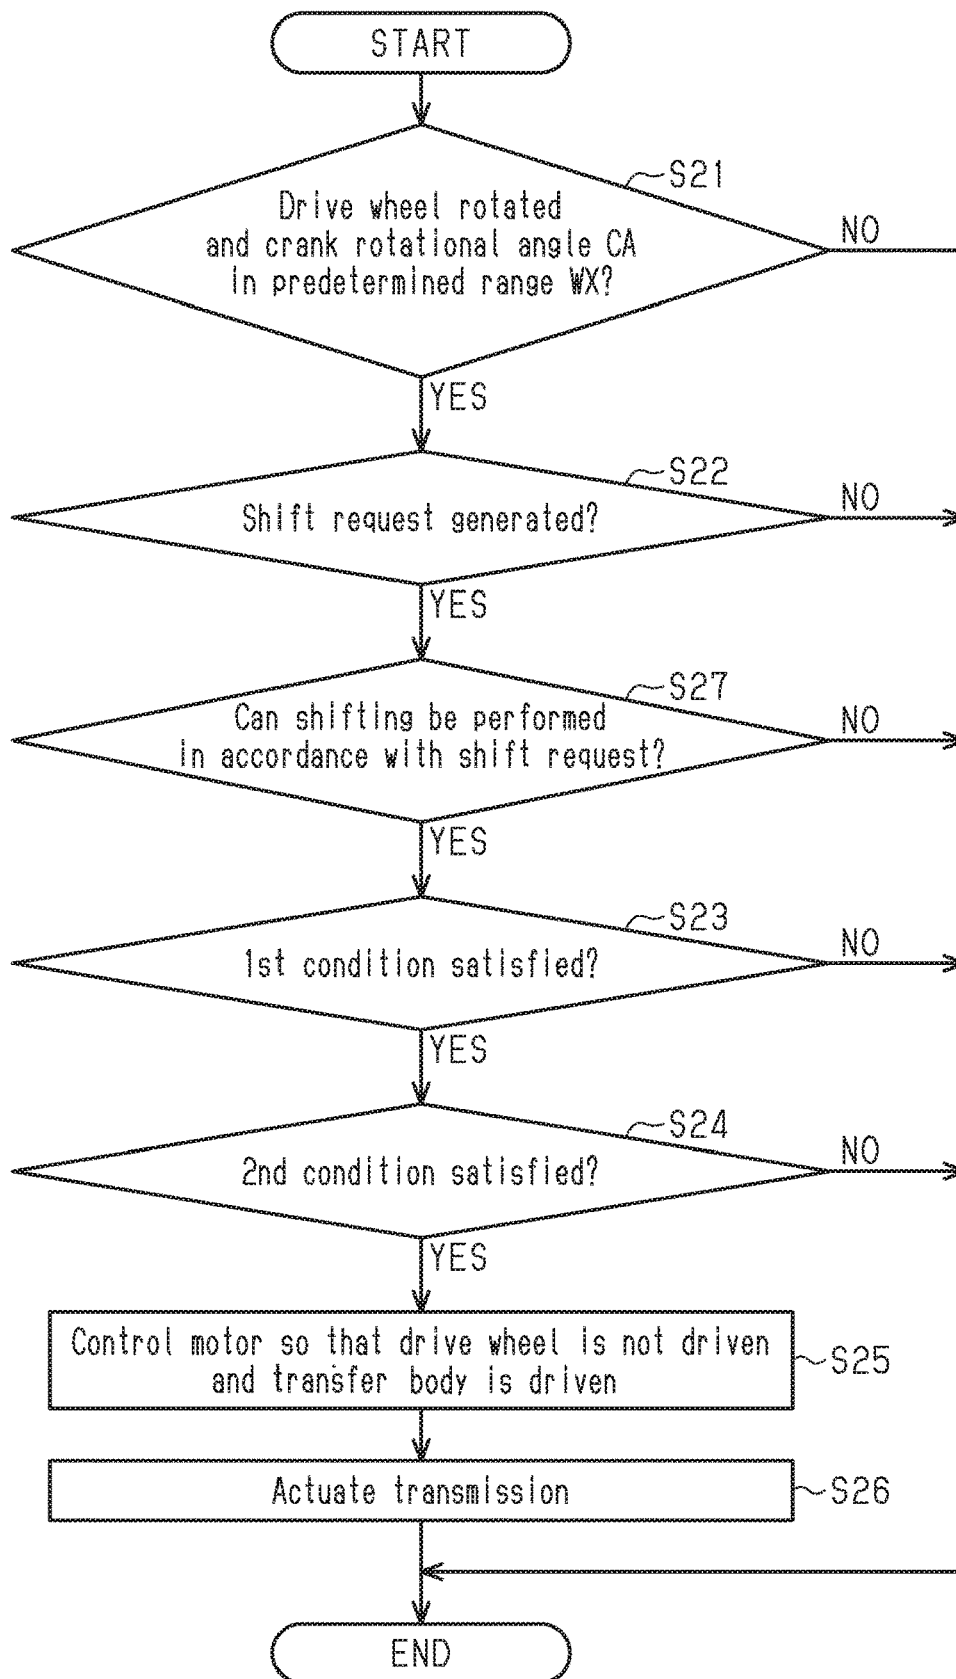 START
S21
Drive wheel rotated
and crank rotational angle CA
in predetermined range WX?
NO
YES
S22
Shift request generated?
NO
YES
S27
Can shifting be performed
in accordance with shift request?
NO
YES
S23
1st condition satisfied?
NO
YES
S24
2nd condition satisfied?
NO
YES
Control motor so that drive wheel is not driven
and transfer body is driven
S25
Actuate transmission
S26
END